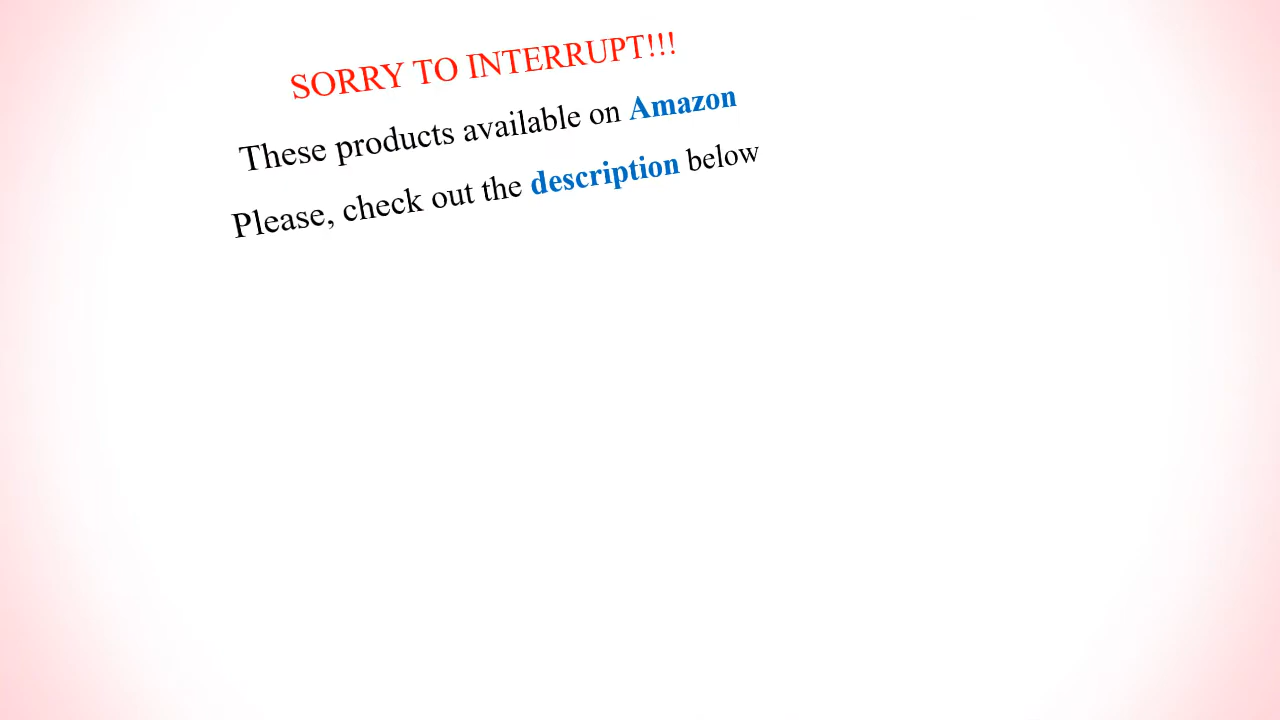 SORRY TO INTERRUPT!!!
These products available on Amazon
Please, check out the description below